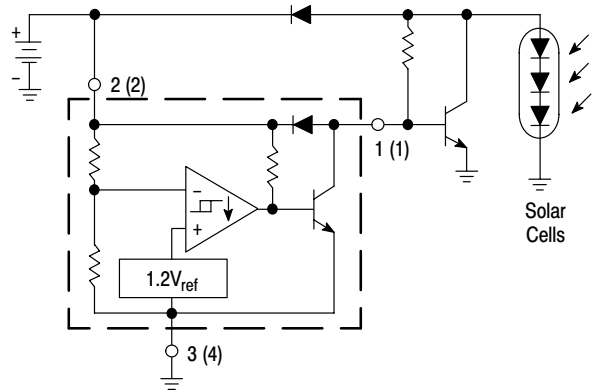 +
−
2 (2)
1 (1)
−
+
1.2Vref
3 (4)
Solar
Cells